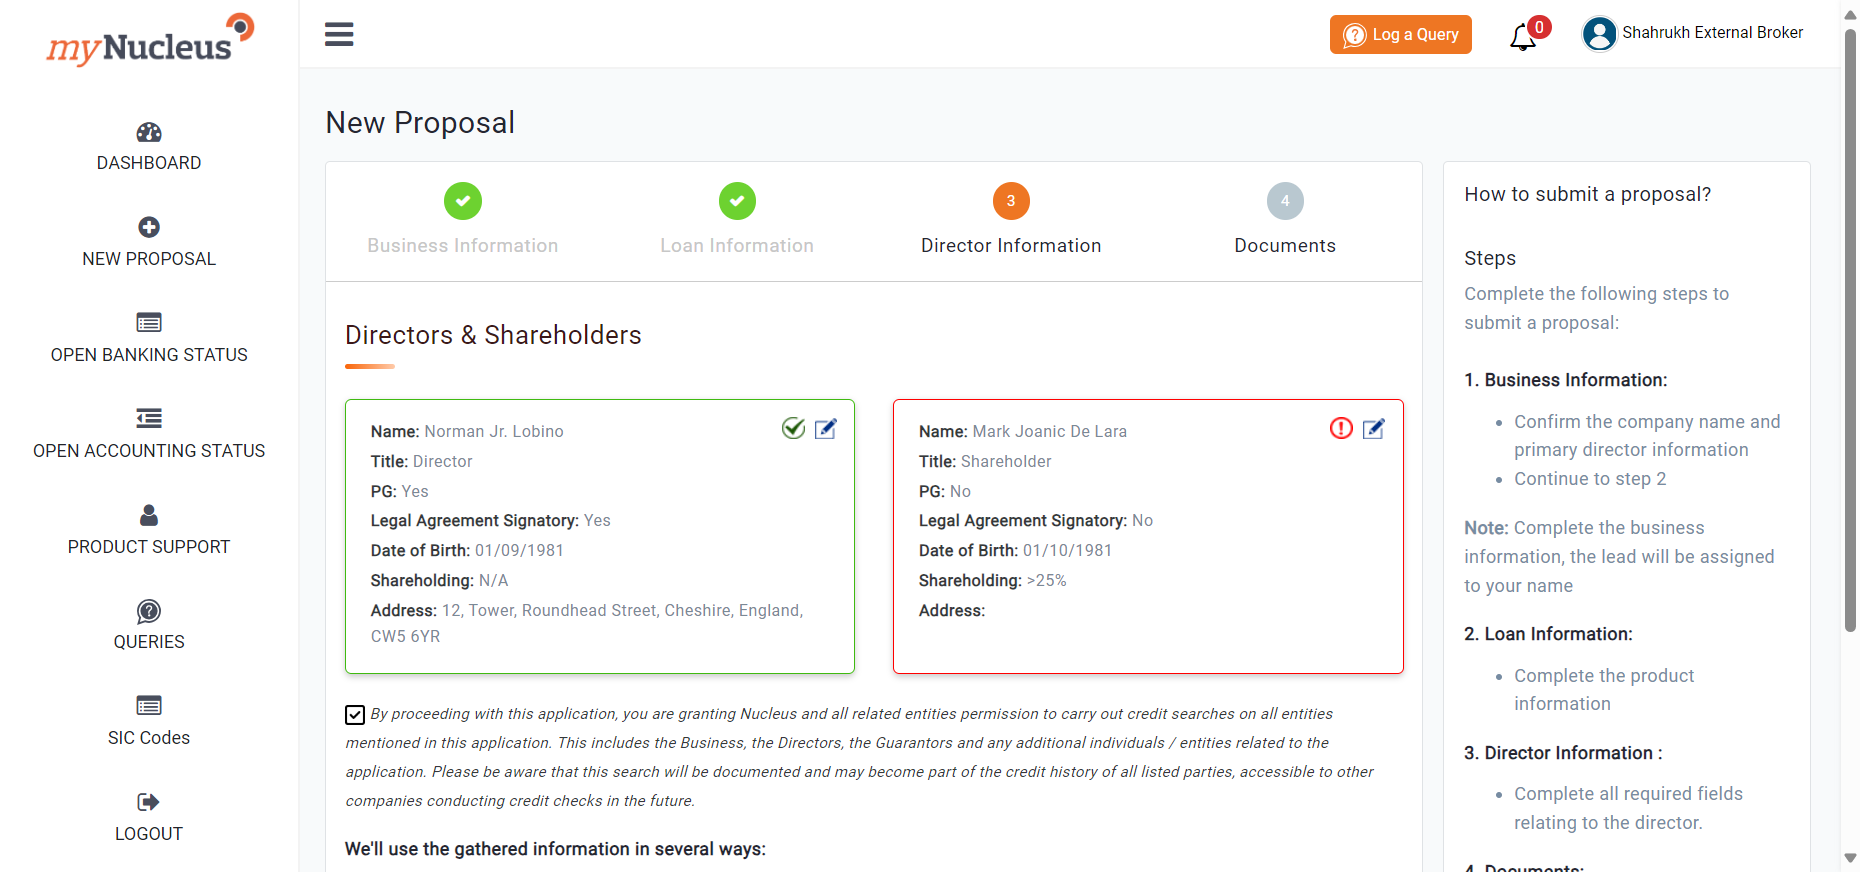 myNucleus
Log a Query
0
Shahrukh External Broker
DASHBOARD
NEW PROPOSAL
OPEN BANKING STATUS
OPEN ACCOUNTING STATUS
PRODUCT SUPPORT
QUERIES
SIC Codes
LOGOUT
New Proposal
3
4
Business Information
Loan Information
Director Information
Documents
Directors & Shareholders
Name: Norman Jr. Lobino
Title: Director
PG: Yes
Legal Agreement Signatory: Yes
Date of Birth: 01/09/1981
Shareholding: N/A
Address: 12, Tower, Roundhead Street, Cheshire, England,
CW5 6YR
Name: Mark Joanic De Lara
Title: Shareholder
PG: No
Legal Agreement Signatory: No
Date of Birth: 01/10/1981
Shareholding: >25%
Address:
By proceeding with this application, you are granting Nucleus and all related entities permission to carry out credit searches on all entities
mentioned in this application. This includes the Business, the Directors, the Guarantors and any additional individuals / entities related to the
application. Please be aware that this search will be documented and may become part of the credit history of all listed parties, accessible to other
companies conducting credit checks in the future.
We'll use the gathered information in several ways:
How to submit a proposal?
Steps
Complete the following steps to
submit a proposal:
1. Business Information:
• Confirm the company name and
primary director information
• Continue to step 2
Note: Complete the business
information, the lead will be assigned
to your name
2. Loan Information:
• Complete the product
information
3. Director Information :
• Complete all required fields
relating to the director.
4. Documents: